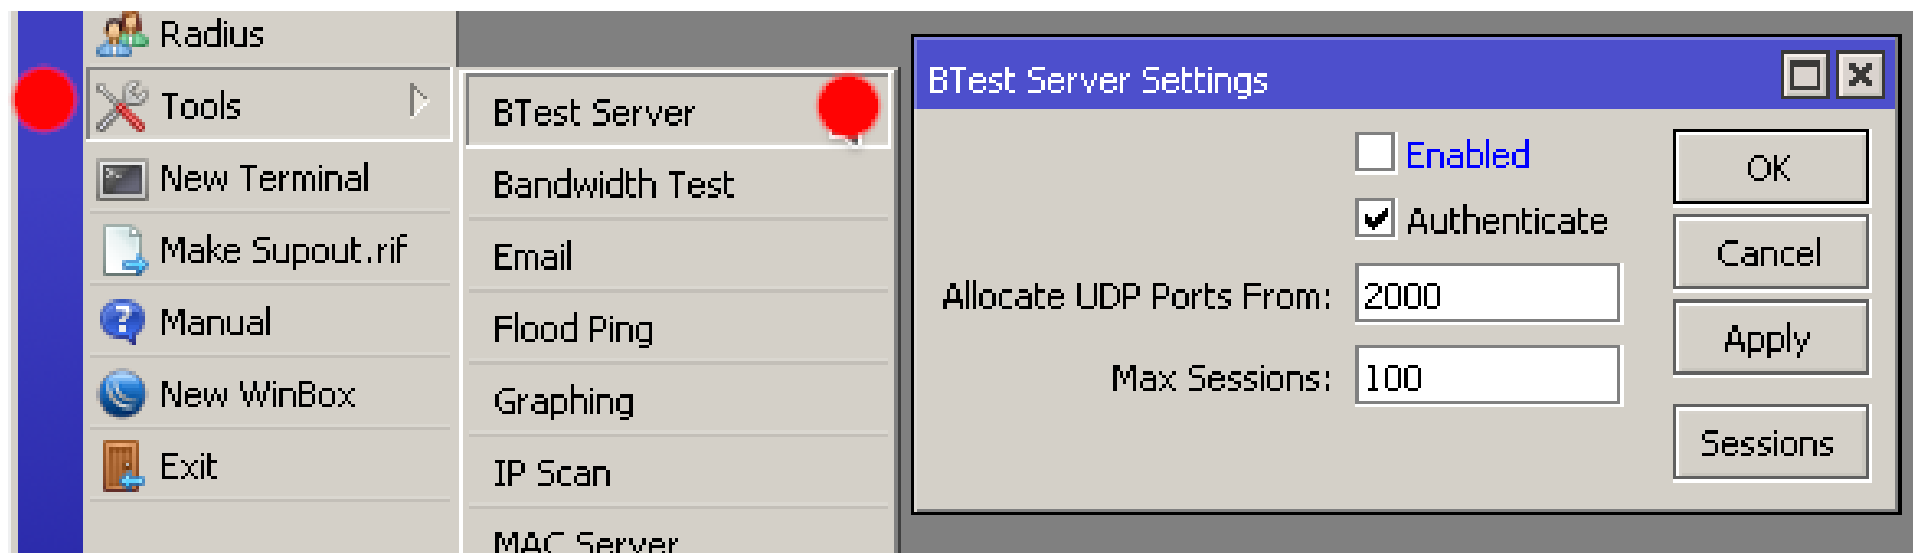 Radius
Tools
New Terminal
Make Supout.rif
Manual
New WinBox
Exit
BTest Server
Bandwidth Test
Email
Flood Ping
Graphing
IP Scan
MAC Server
BTest Server Settings
Enabled
Authenticate
Allocate UDP Ports From: 2000
Max Sessions: 100
OK
Cancel
Apply
Sessions